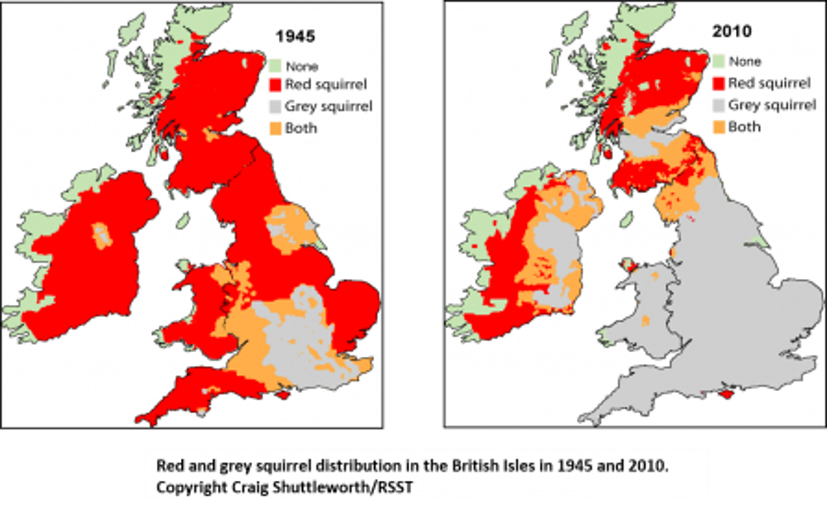 1945
None
Red squirrel
Grey squirrel
Both
2010
None
Red squirrel
Grey squirrel
Both
Red and grey squirrel distribution in the British Isles in 1945 and 2010.
Copyright Craig Shuttleworth/RSST